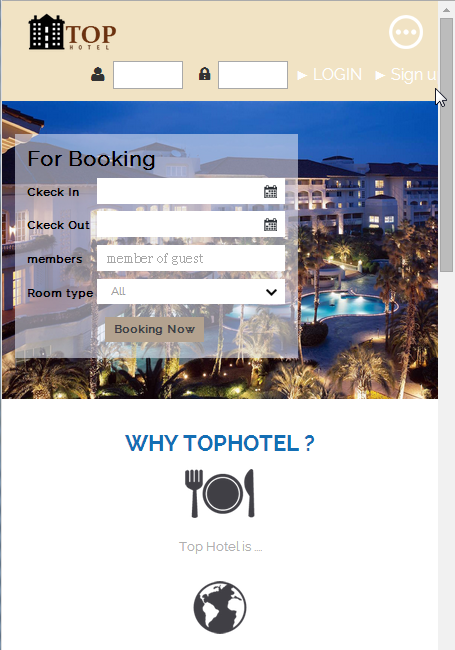 TOP
HOTEL
► LOGIN ► Sign u
For Booking
Ckeck In
Ckeck Out
members member of guest
Room type All
Booking Now
WHY TOPHOTEL ?
Top Hotel is ....